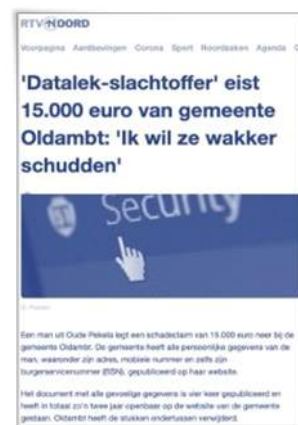 RTV NOORD
Voorpagina Aardbevingen Corona Sport Noordzaken Agenda
'Datalek-slachtoffer' eist
15.000 euro van gemeente
Oldambt: 'Ik wil ze wakker
schudden'
Security
Een man uit Oude Pekela legt een schadeclaim van 15.000 euro neer bij de
gemeente Oldambt. De gemeente heeft alle persoonlijke gegevens van de
man, waaronder zijn adres, mobiele nummer en zelfs zijn
burgerservicenummer (BSN), gepubliceerd op haar website.
Het document met alle gevoelige gegevens is vier keer gepubliceerd en
heeft in totaal zo'n twee jaar openbaar op de website van de gemeente
gestaan. Oldambt heeft de stukken ondertussen verwijderd.